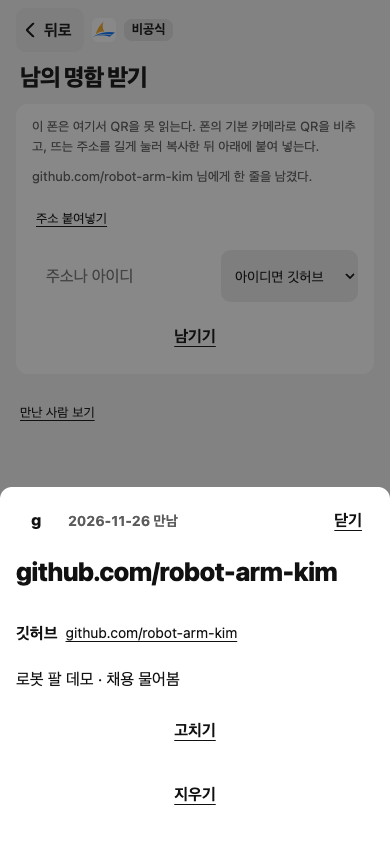 뒤로
비공식
남의 명함 받기
이 폰은 여기서 QR을 못 읽는다. 폰의 기본 카메라로 QR을 비추
고, 뜨는 주소를 길게 눌러 복사한 뒤 아래에 붙여 넣는다.
github.com/robot-arm-kim 님에게 한 줄을 남겼다.
주소 붙여넣기
주소나 아이디
아이디면 깃허브
남기기
만난 사람 보기
g
2026-11-26 만남
닫기
github.com/robot-arm-kim
깃허브 github.com/robot-arm-kim
로봇 팔 데모 · 채용 물어봄
고치기
지우기